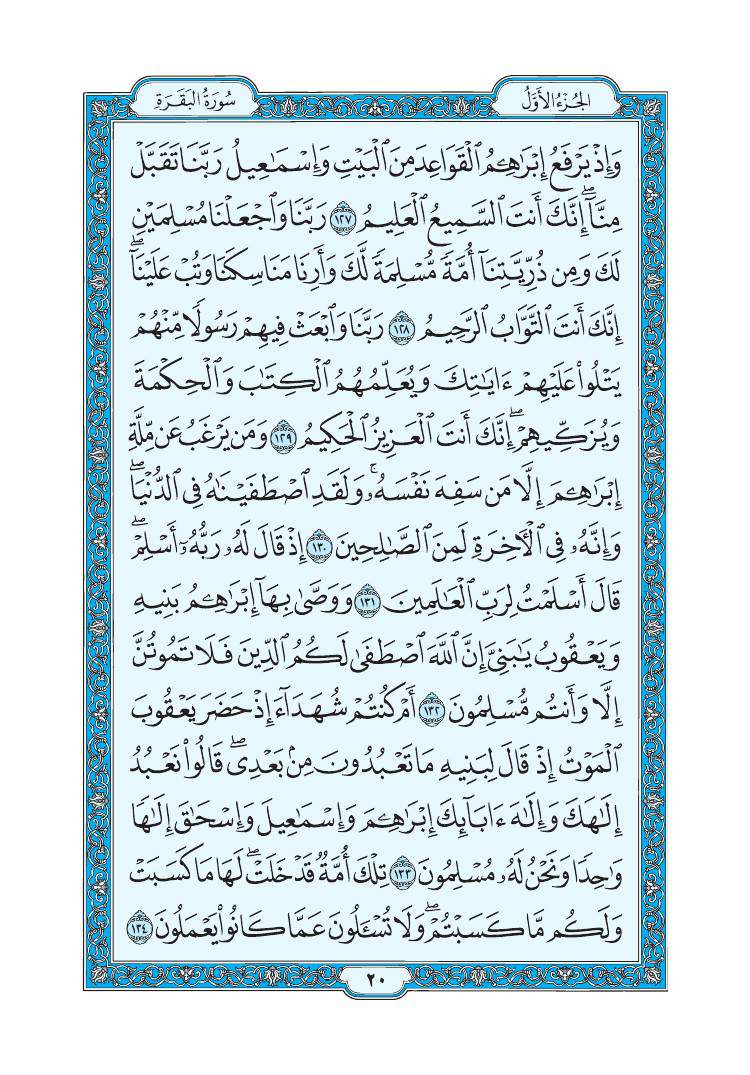 الجُزْءُ الأَوَّلُ
سُورَةُ البَقَرَةِ
وَإِذْ يَرْفَعُ إِبْرَٰهِـۧمُ ٱلْقَوَاعِدَ مِنَ ٱلْبَيْتِ وَإِسْمَٰعِيلُ رَبَّنَا تَقَبَّلْ
مِنَّآ ۖ إِنَّكَ أَنتَ ٱلسَّمِيعُ ٱلْعَلِيمُ ١٢٧ رَبَّنَا وَٱجْعَلْنَا مُسْلِمَيْنِ
لَكَ وَمِن ذُرِّيَّتِنَآ أُمَّةً مُّسْلِمَةً لَّكَ وَأَرِنَا مَنَاسِكَنَا وَتُبْ عَلَيْنَآ ۖ
إِنَّكَ أَنتَ ٱلتَّوَّابُ ٱلرَّحِيمُ ١٢٨ رَبَّنَا وَٱبْعَثْ فِيهِمْ رَسُولًا مِّنْهُمْ
يَتْلُوا۟ عَلَيْهِمْ ءَايَٰتِكَ وَيُعَلِّمُهُمُ ٱلْكِتَٰبَ وَٱلْحِكْمَةَ
وَيُزَكِّيهِمْ ۖ إِنَّكَ أَنتَ ٱلْعَزِيزُ ٱلْحَكِيمُ ١٢٩ وَمَن يَرْغَبُ عَن مِّلَّةِ
إِبْرَٰهِـۧمَ إِلَّا مَن سَفِهَ نَفْسَهُۥ ۚ وَلَقَدِ ٱصْطَفَيْنَٰهُ فِى ٱلدُّنْيَا ۖ
وَإِنَّهُۥ فِى ٱلْـَٔاخِرَةِ لَمِنَ ٱلصَّٰلِحِينَ ١٣٠ إِذْ قَالَ لَهُۥ رَبُّهُۥٓ أَسْلِمْ ۖ
قَالَ أَسْلَمْتُ لِرَبِّ ٱلْعَٰلَمِينَ ١٣١ وَوَصَّىٰ بِهَآ إِبْرَٰهِـۧمُ بَنِيهِ
وَيَعْقُوبُ يَٰبَنِىَّ إِنَّ ٱللَّهَ ٱصْطَفَىٰ لَكُمُ ٱلدِّينَ فَلَا تَمُوتُنَّ
إِلَّا وَأَنتُم مُّسْلِمُونَ ١٣٢ أَمْ كُنتُمْ شُهَدَآءَ إِذْ حَضَرَ يَعْقُوبَ
ٱلْمَوْتُ إِذْ قَالَ لِبَنِيهِ مَا تَعْبُدُونَ مِنۢ بَعْدِى ۖ قَالُوا۟ نَعْبُدُ
إِلَٰهَكَ وَإِلَٰهَ ءَابَآئِكَ إِبْرَٰهِـۧمَ وَإِسْمَٰعِيلَ وَإِسْحَٰقَ إِلَٰهًا
وَٰحِدًا وَنَحْنُ لَهُۥ مُسْلِمُونَ ١٣٣ تِلْكَ أُمَّةٌ قَدْ خَلَتْ ۖ لَهَا مَا كَسَبَتْ
وَلَكُم مَّا كَسَبْتُمْ ۖ وَلَا تُسْـَٔلُونَ عَمَّا كَانُوا۟ يَعْمَلُونَ ١٣٤
٢٠